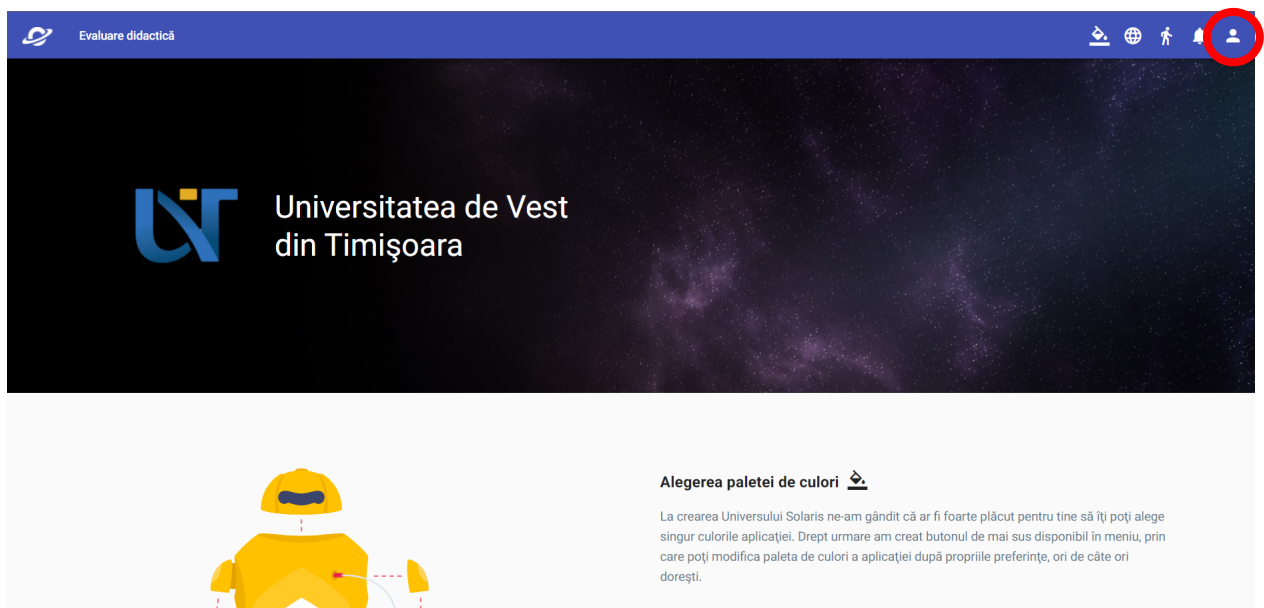 Evaluare didactică
UVT
Universitatea de Vest
din Timişoara
Alegerea paletei de culori
La crearea Universului Solaris ne-am gândit că ar fi foarte plăcut pentru tine să îţi poţi alege
singur culorile aplicaţiei. Drept urmare am creat butonul de mai sus disponibil în meniu, prin
care poţi modifica paleta de culori a aplicaţiei după propriile preferinţe, ori de câte ori
doreşti.